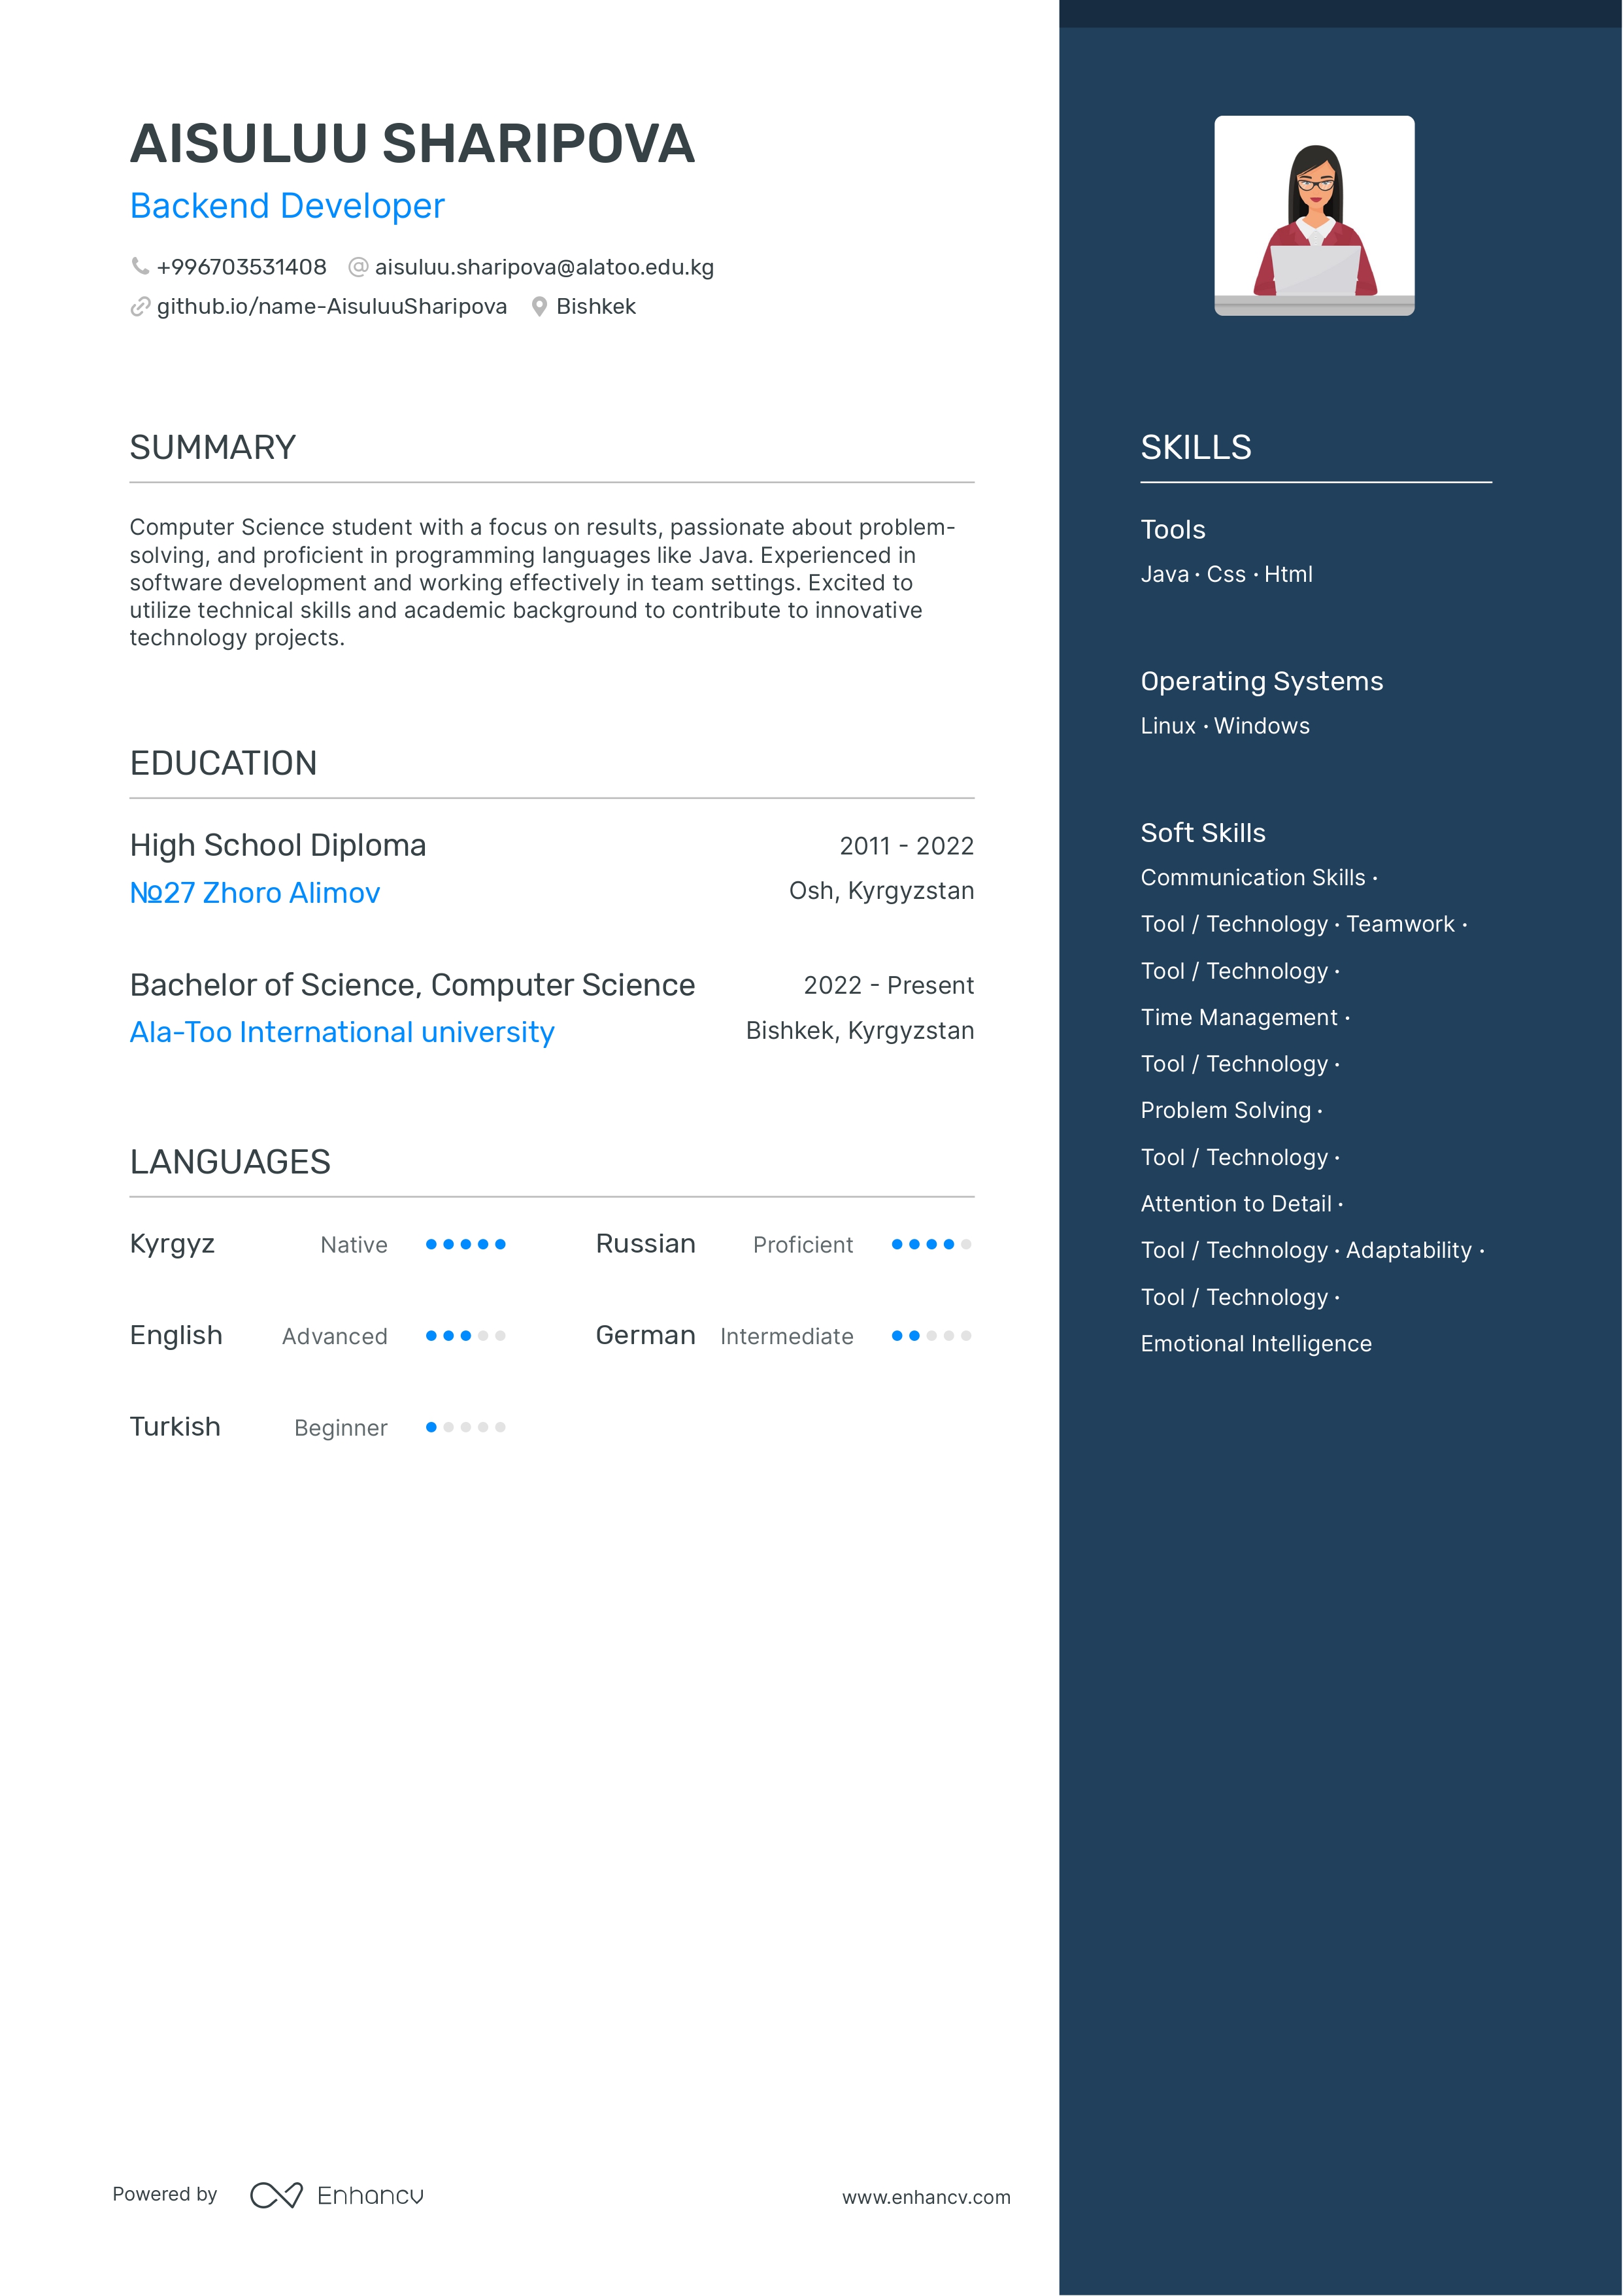 AISULUU SHARIPOVA
Backend Developer
+996703531408 @ aisuluu.sharipova@alatoo.edu.kg
github.io/name-AisuluuSharipova Bishkek
SUMMARY
Computer Science student with a focus on results, passionate about problem-
solving, and proficient in programming languages like Java. Experienced in
software development and working effectively in team settings. Excited to
utilize technical skills and academic background to contribute to innovative
technology projects.
EDUCATION
High School Diploma 2011 - 2022
№27 Zhoro Alimov Osh, Kyrgyzstan
Bachelor of Science, Computer Science 2022 - Present
Ala-Too International university Bishkek, Kyrgyzstan
LANGUAGES
Kyrgyz Native Russian Proficient
English Advanced German Intermediate
Turkish Beginner
SKILLS
Tools
Java · Css · Html
Operating Systems
Linux · Windows
Soft Skills
Communication Skills ·
Tool / Technology · Teamwork ·
Tool / Technology ·
Time Management ·
Tool / Technology ·
Problem Solving ·
Tool / Technology ·
Attention to Detail ·
Tool / Technology · Adaptability ·
Tool / Technology ·
Emotional Intelligence
Powered by Enhancv www.enhancv.com